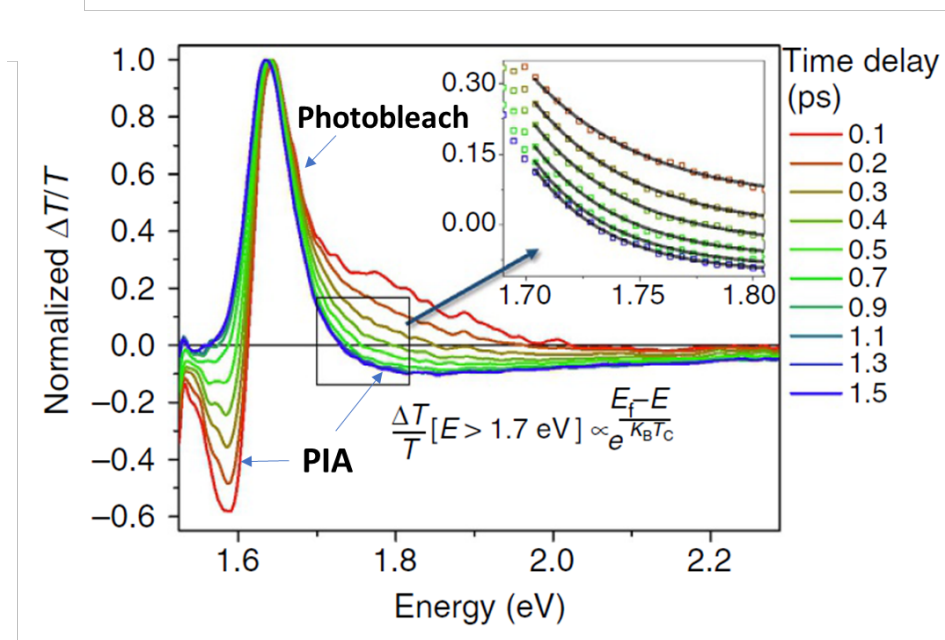 Normalized ΔT/T
1.0
0.8
0.6
0.4
0.2
0.0
−0.2
−0.4
−0.6
Photobleach
PIA
0.30
0.15
0.00
1.70 1.75 1.80
ΔT/T [E > 1.7 eV] ∝ e^((E_f−E)/(K_B T_C))
1.6 1.8 2.0 2.2
Energy (eV)
Time delay
(ps)
0.1
0.2
0.3
0.4
0.5
0.7
0.9
1.1
1.3
1.5